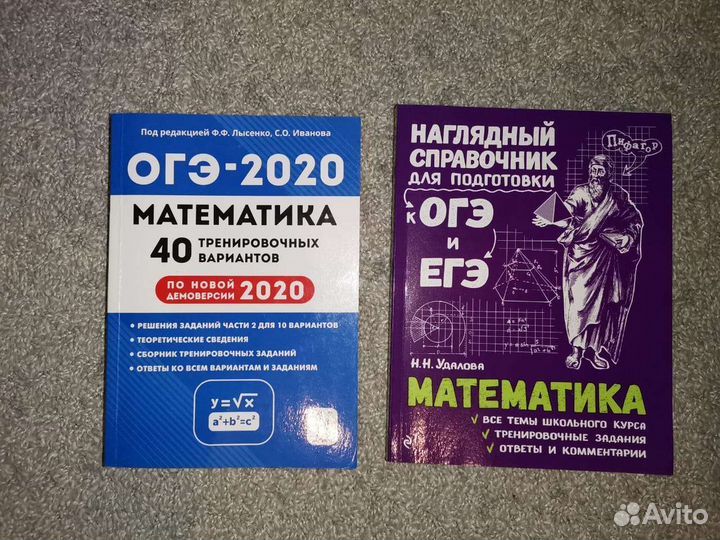 Под редакцией Ф.Ф. Лысенко, С.О. Иванова
ОГЭ-2020
МАТЕМАТИКА
40 ТРЕНИРОВОЧНЫХ
ВАРИАНТОВ
ПО НОВОЙ
ДЕМОВЕРСИИ 2020
• РЕШЕНИЯ ЗАДАНИЙ ЧАСТИ 2 ДЛЯ 10 ВАРИАНТОВ
• ТЕОРЕТИЧЕСКИЕ СВЕДЕНИЯ
• СБОРНИК ТРЕНИРОВОЧНЫХ ЗАДАНИЙ
• ОТВЕТЫ КО ВСЕМ ВАРИАНТАМ И ЗАДАНИЯМ
y=√x
a²+b²=c²
НАГЛЯДНЫЙ
СПРАВОЧНИК
ДЛЯ ПОДГОТОВКИ
К ОГЭ
И
ЕГЭ
Пифагор
Н.Н. Удалова
МАТЕМАТИКА
√ ВСЕ ТЕМЫ ШКОЛЬНОГО КУРСА
√ ТРЕНИРОВОЧНЫЕ ЗАДАНИЯ
√ ОТВЕТЫ И КОММЕНТАРИИ
Avito